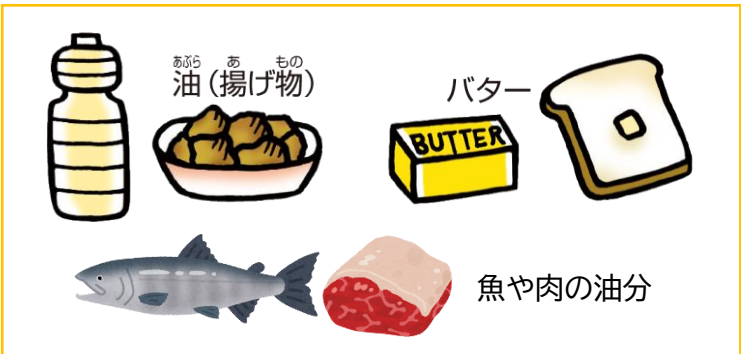 油(揚げ物)
あぶら あ もの
バター
BUTTER
魚や肉の油分